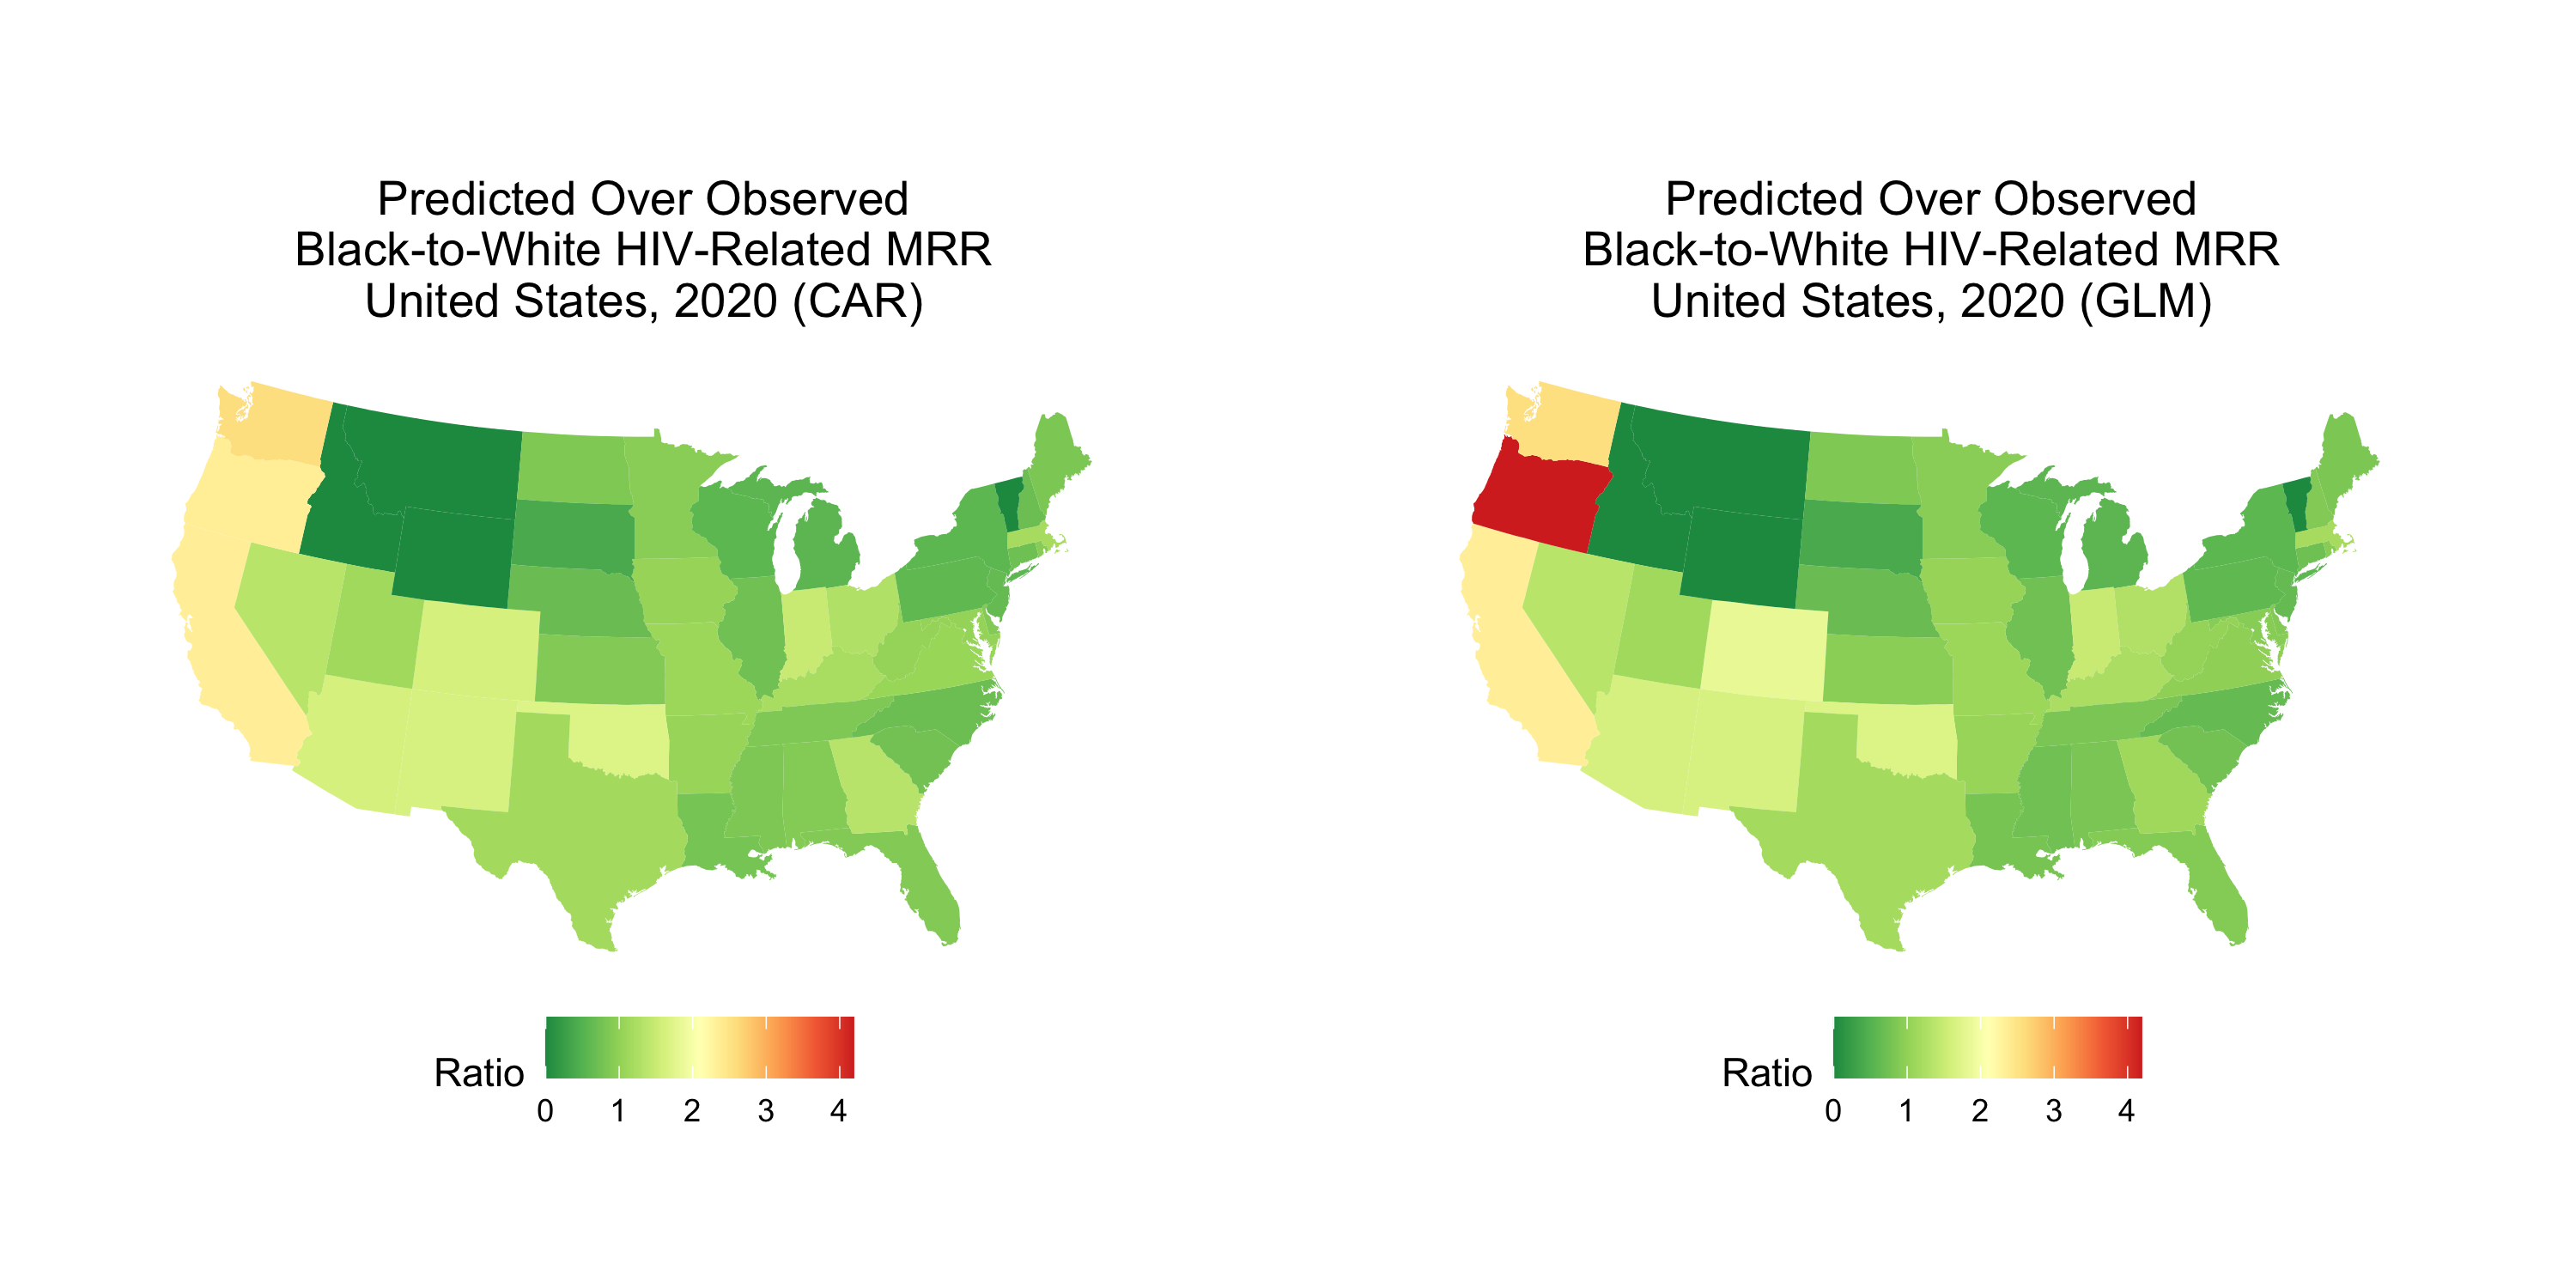 Predicted Over Observed
Black-to-White HIV-Related MRR
United States, 2020 (CAR)
Ratio
0 1 2 3 4
Predicted Over Observed
Black-to-White HIV-Related MRR
United States, 2020 (GLM)
Ratio
0 1 2 3 4